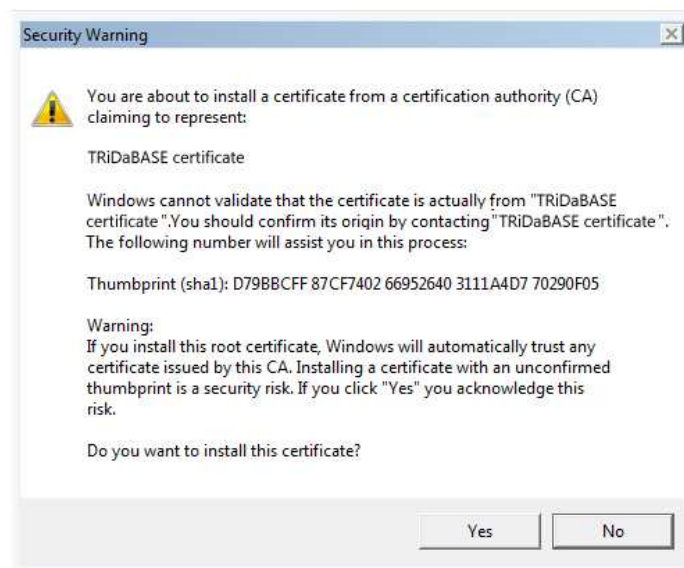 Security Warning
You are about to install a certificate from a certification authority (CA)
claiming to represent:
TRiDaBASE certificate
Windows cannot validate that the certificate is actually from "TRiDaBASE
certificate".You should confirm its origin by contacting "TRiDaBASE certificate".
The following number will assist you in this process:
Thumbprint (sha1): D79BBCFF 87CF7402 66952640 3111A4D7 70290F05
Warning:
If you install this root certificate, Windows will automatically trust any
certificate issued by this CA. Installing a certificate with an unconfirmed
thumbprint is a security risk. If you click "Yes" you acknowledge this
risk.
Do you want to install this certificate?
Yes No